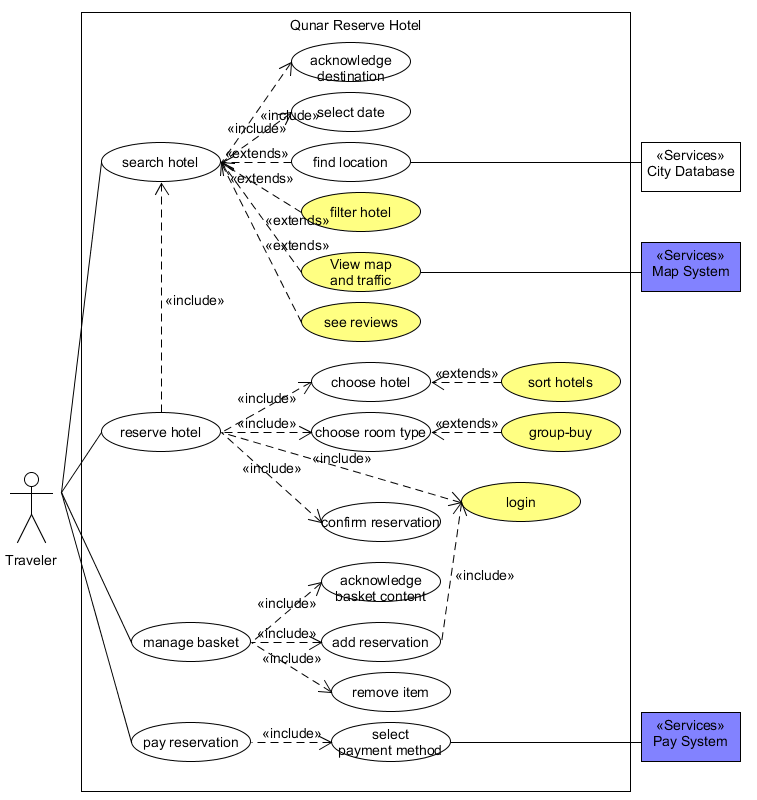 Qunar Reserve Hotel
acknowledge
destination
«include»
select date
«include»
search hotel
«extends»
find location
«Services»
City Database
«extends»
filter hotel
«extends»
«extends»
View map
and traffic
«Services»
Map System
see reviews
«include»
choose hotel
«extends»
sort hotels
«include»
reserve hotel
«include»
choose room type
«extends»
group-buy
«include»
«include»
login
confirm reservation
Traveler
acknowledge
basket content
«include»
«include»
manage basket
«include»
add reservation
«include»
remove item
pay reservation
«include»
select
payment method
«Services»
Pay System